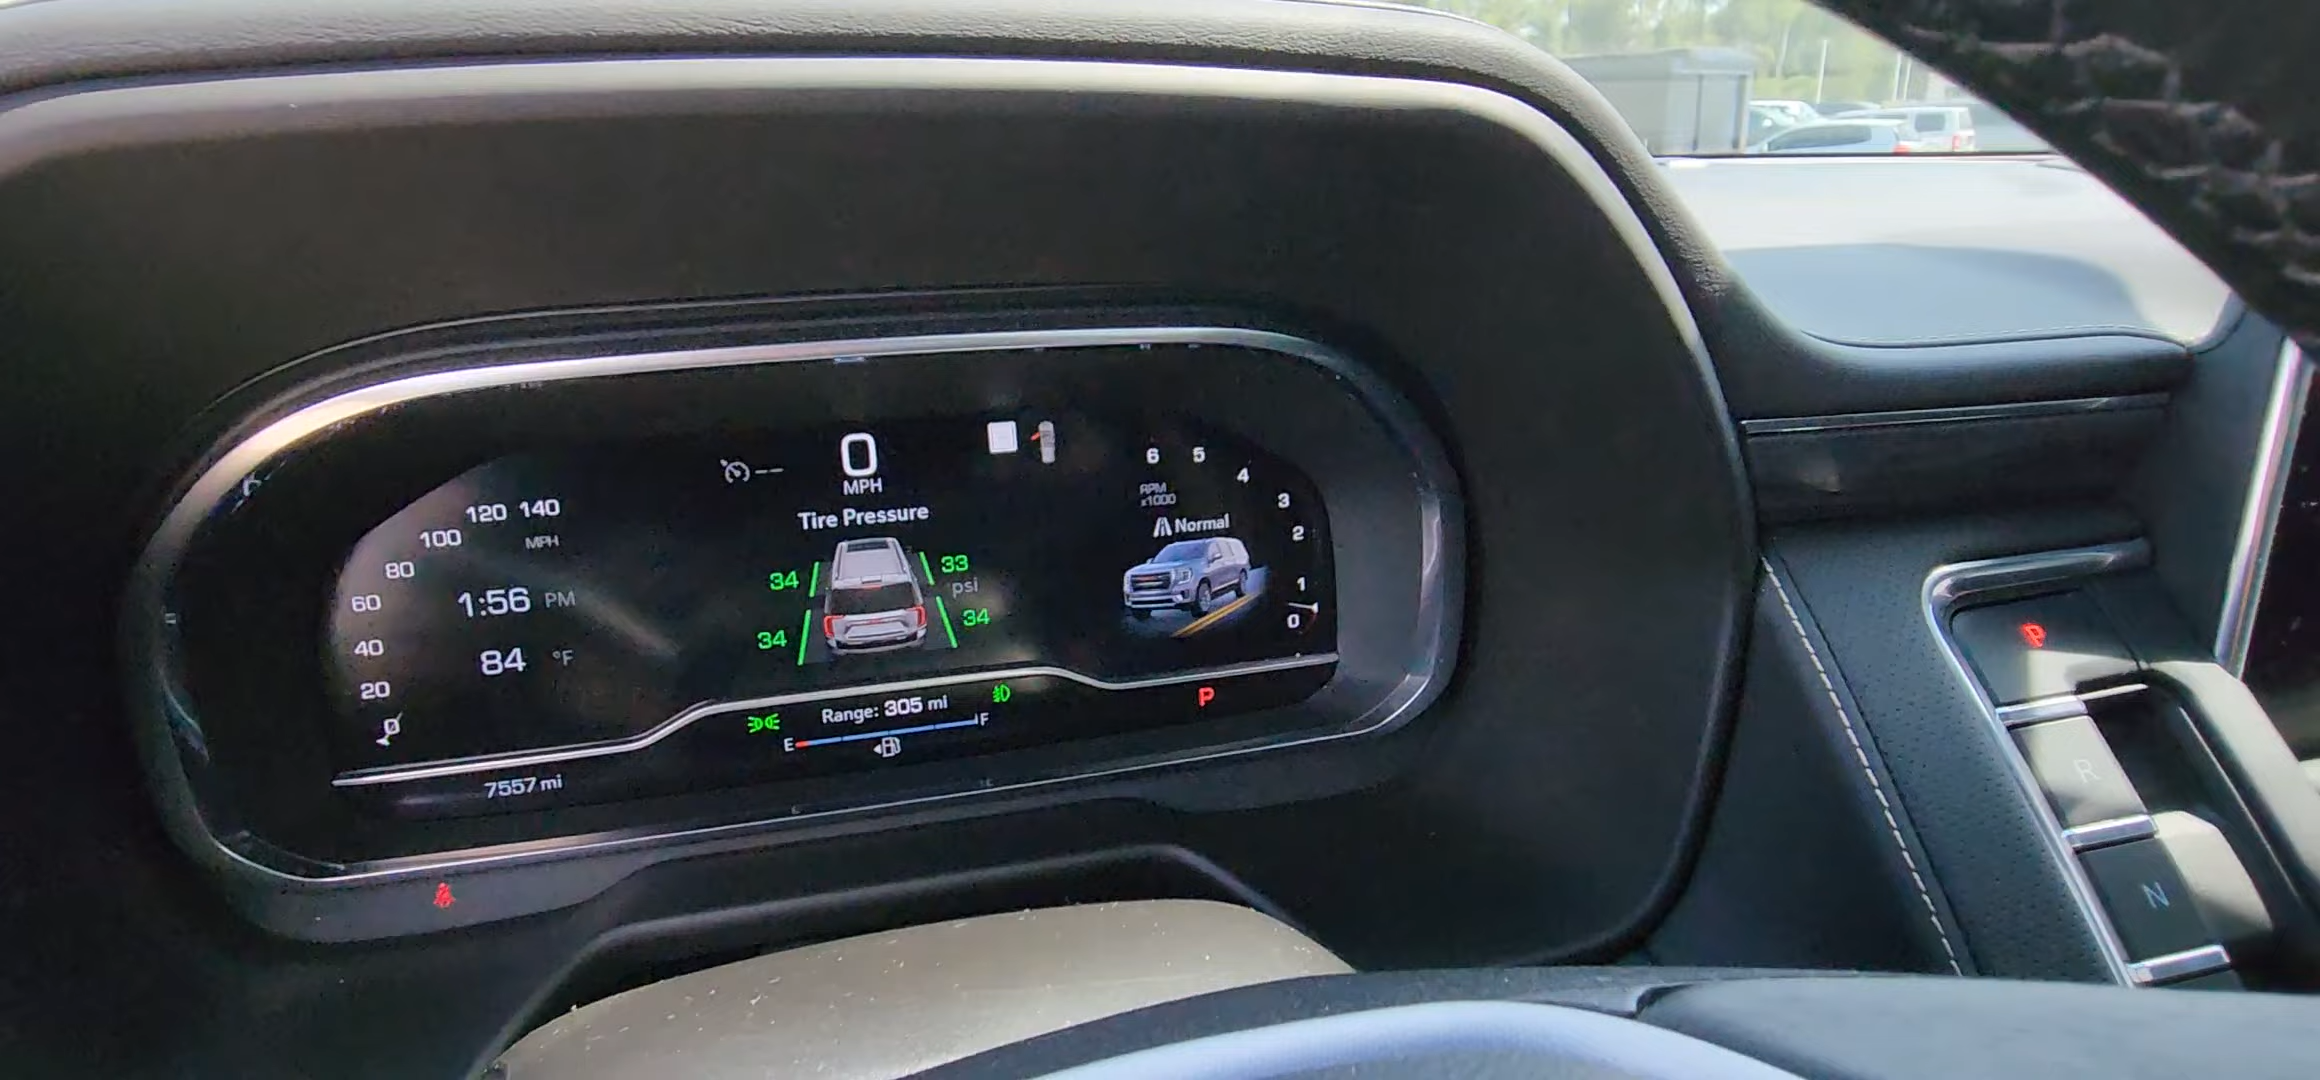 0
MPH
Tire Pressure
34
33
psi
34
34
140
120
100
80
60
40
20
0
MPH
1:56 PM
84 °F
6
5
4
3
2
1
0
RPM
x1000
Normal
Range: 305 mi
E
F
P
7557 mi
P
R
N